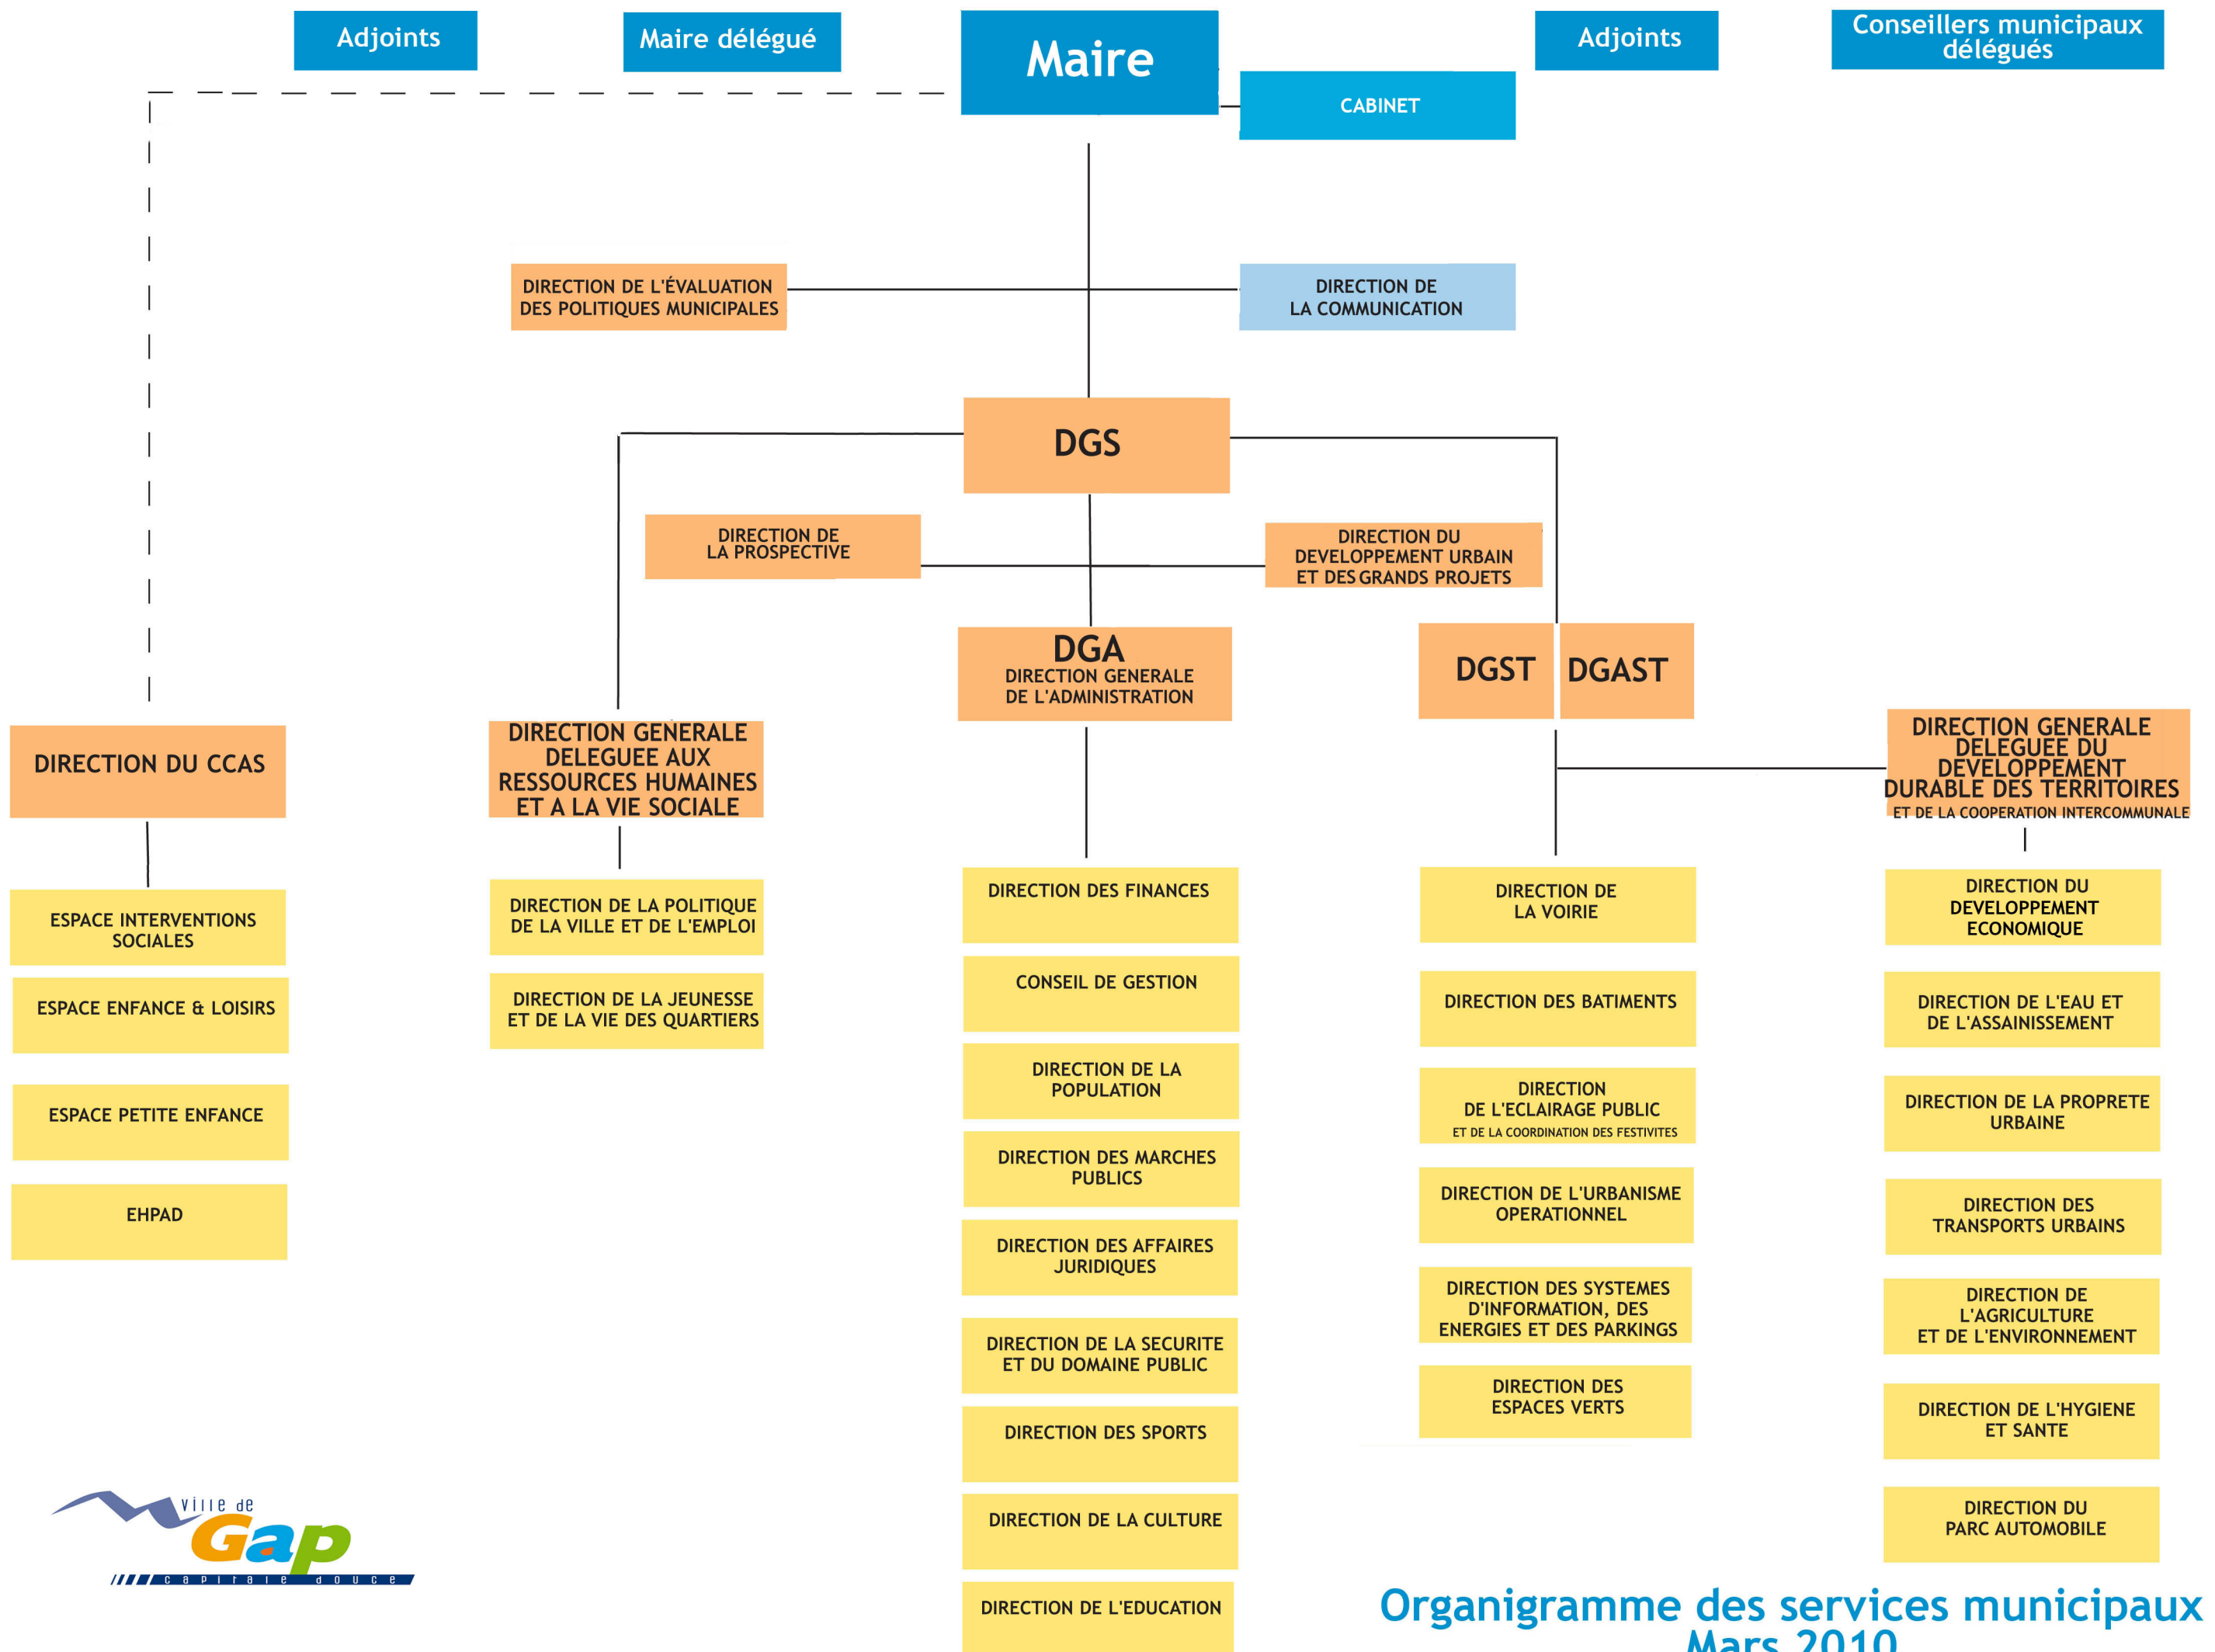 Adjoints
Maire délégué
Maire
Adjoints
Conseillers municipaux
délégués
CABINET
DIRECTION DE L'ÉVALUATION
DES POLITIQUES MUNICIPALES
DIRECTION DE
LA COMMUNICATION
DGS
DIRECTION DE
LA PROSPECTIVE
DIRECTION DU
DEVELOPPEMENT URBAIN
ET DES GRANDS PROJETS
DGA
DIRECTION GENERALE
DE L'ADMINISTRATION
DGST
DGAST
DIRECTION DU CCAS
DIRECTION GENERALE
DELEGUEE AUX
RESSOURCES HUMAINES
ET A LA VIE SOCIALE
DIRECTION GENERALE
DELEGUEE DU
DEVELOPPEMENT
DURABLE DES TERRITOIRES
ET DE LA COOPERATION INTERCOMMUNALE
ESPACE INTERVENTIONS
SOCIALES
ESPACE ENFANCE & LOISIRS
ESPACE PETITE ENFANCE
EHPAD
DIRECTION DE LA POLITIQUE
DE LA VILLE ET DE L'EMPLOI
DIRECTION DE LA JEUNESSE
ET DE LA VIE DES QUARTIERS
DIRECTION DES FINANCES
CONSEIL DE GESTION
DIRECTION DE LA
POPULATION
DIRECTION DES MARCHES
PUBLICS
DIRECTION DES AFFAIRES
JURIDIQUES
DIRECTION DE LA SECURITE
ET DU DOMAINE PUBLIC
DIRECTION DES SPORTS
DIRECTION DE LA CULTURE
DIRECTION DE L'EDUCATION
DIRECTION DE
LA VOIRIE
DIRECTION DES BATIMENTS
DIRECTION
DE L'ECLAIRAGE PUBLIC
ET DE LA COORDINATION DES FESTIVITES
DIRECTION DE L'URBANISME
OPERATIONNEL
DIRECTION DES SYSTEMES
D'INFORMATION, DES
ENERGIES ET DES PARKINGS
DIRECTION DES
ESPACES VERTS
DIRECTION DU
DEVELOPPEMENT
ECONOMIQUE
DIRECTION DE L'EAU ET
DE L'ASSAINISSEMENT
DIRECTION DE LA PROPRETE
URBAINE
DIRECTION DES
TRANSPORTS URBAINS
DIRECTION DE
L'AGRICULTURE
ET DE L'ENVIRONNEMENT
DIRECTION DE L'HYGIENE
ET SANTE
DIRECTION DU
PARC AUTOMOBILE
ville de
Gap
capitale douce
Organigramme des services municipaux
Mars 2010